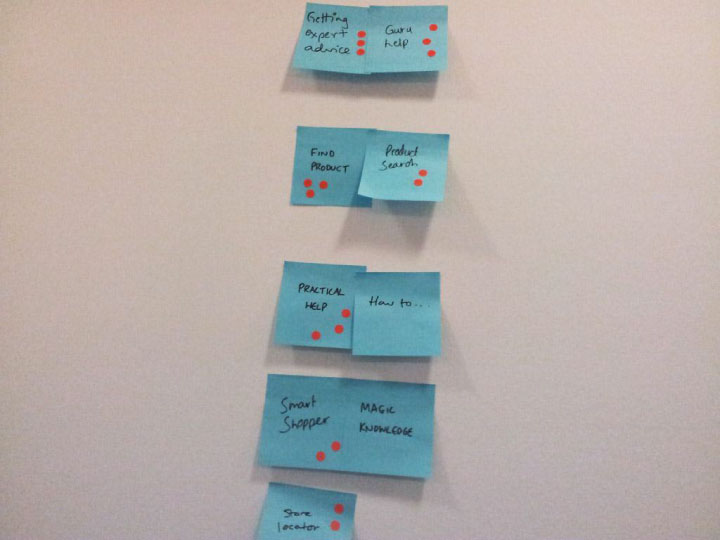 Getting
expert
advice
Guru
help
FIND
PRODUCT
Product
Search
PRACTICAL
HELP
How to...
Smart
Shopper
MAGIC
KNOWLEDGE
Store
locator